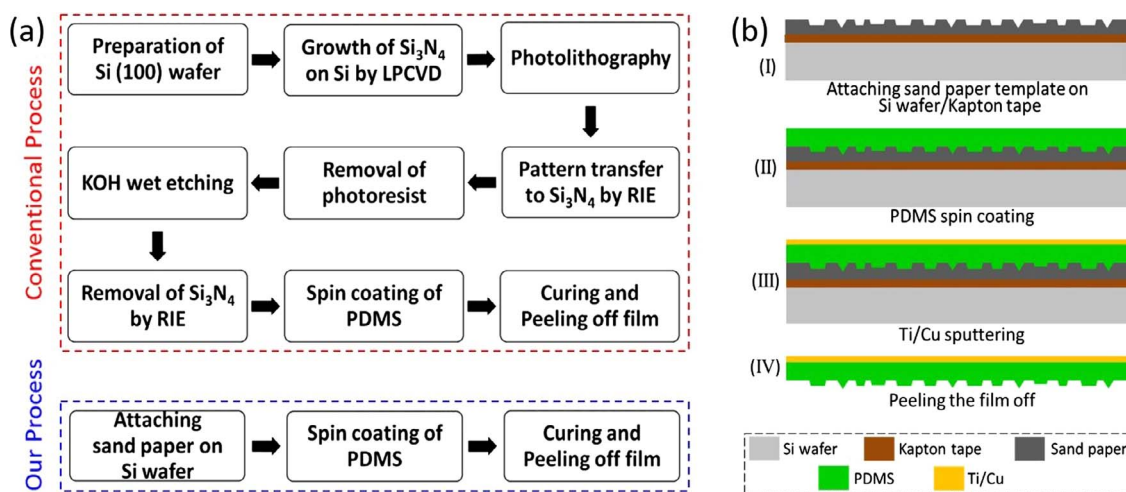 (a)
Conventional Process
Preparation of
Si (100) wafer
Growth of Si₃N₄
on Si by LPCVD
Photolithography
KOH wet etching
Removal of
photoresist
Pattern transfer
to Si₃N₄ by RIE
Removal of Si₃N₄
by RIE
Spin coating of
PDMS
Curing and
Peeling off film
Our Process
Attaching
sand paper on
Si wafer
Spin coating of
PDMS
Curing and
Peeling off film
(b)
(I)
Attaching sand paper template on
Si wafer/Kapton tape
(II)
PDMS spin coating
(III)
Ti/Cu sputtering
(IV)
Peeling the film off
Si wafer
Kapton tape
Sand paper
PDMS
Ti/Cu